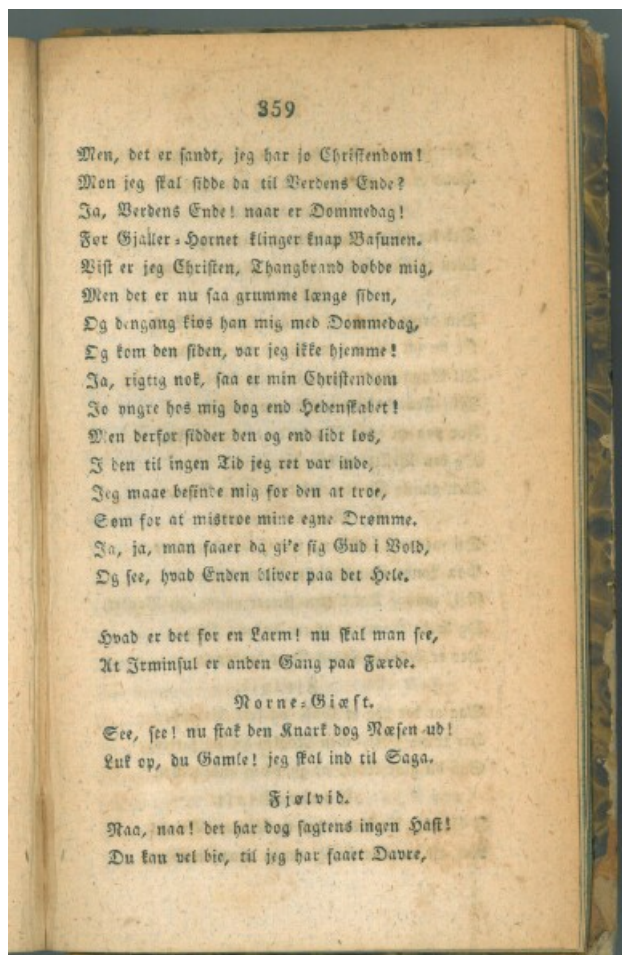 359
Men, det er sandt, jeg har jo Christendom!
Mon jeg skal sidde da til Verdens Ende?
Ja, Verdens Ende! naar er Dommedag!
For Gjaller-Hornet klinger knap Basunen.
Vist er jeg Christen, Thangbrand døbde mig,
Men det er nu saa grumme længe siden,
Og dengang kivs han mig med Dommedag,
Og kom den siden, var jeg ikke hjemme!
Ja, rigtig nok, saa er min Christendom
Jo yngre hos mig dog end Hedenskabet!
Men derfor sidder den og end lidt løs,
I den til ingen Tid jeg ret var inde,
Jeg maae besinde mig for den at troe,
Som for at mistroe mine egne Drømme.
Ja, ja, man faaer da gi'e sig Gud i Vold,
Og see, hvad Enden bliver paa det Hele.
Hvad er det for en Larm! nu skal man see,
At Irminsul er anden Gang paa Færde.
Norne-Giæst.
See, see! nu stak den Knark dog Næsen ud!
Luk op, du Gamle! jeg skal ind til Saga.
Fjølvid.
Naa, naa! det har dog sagtens ingen Hast!
Du kan vel bie, til jeg har faaet Davre,